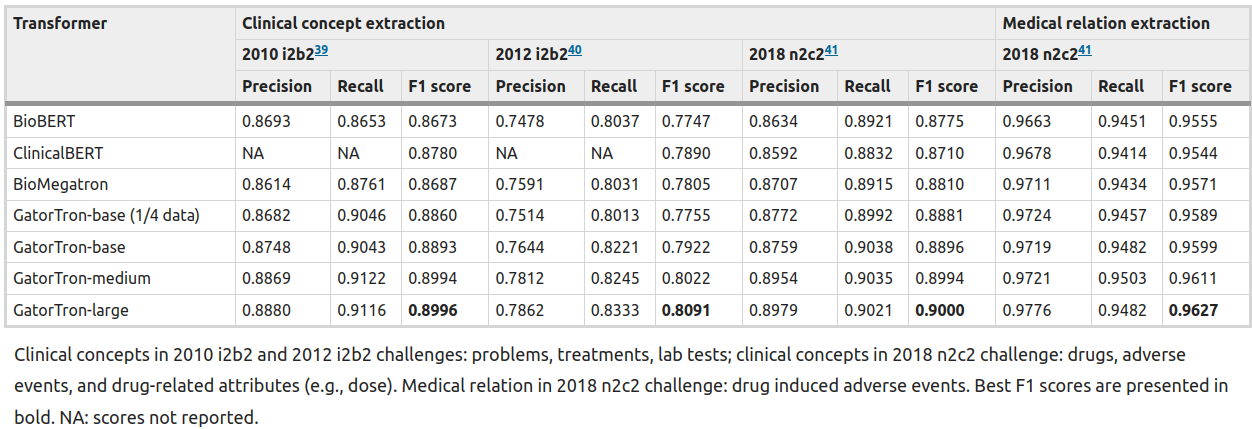 Transformer Clinical concept extraction Medical relation extraction
2010 i2b239 2012 i2b240 2018 n2c241 2018 n2c241
Precision Recall F1 score Precision Recall F1 score Precision Recall F1 score Precision Recall F1 score
BioBERT 0.8693 0.8653 0.8673 0.7478 0.8037 0.7747 0.8634 0.8921 0.8775 0.9663 0.9451 0.9555
ClinicalBERT NA NA 0.8780 NA NA 0.7890 0.8592 0.8832 0.8710 0.9678 0.9414 0.9544
BioMegatron 0.8614 0.8761 0.8687 0.7591 0.8031 0.7805 0.8707 0.8915 0.8810 0.9711 0.9434 0.9571
GatorTron-base (1/4 data) 0.8682 0.9046 0.8860 0.7514 0.8013 0.7755 0.8772 0.8992 0.8881 0.9724 0.9457 0.9589
GatorTron-base 0.8748 0.9043 0.8893 0.7644 0.8221 0.7922 0.8759 0.9038 0.8896 0.9719 0.9482 0.9599
GatorTron-medium 0.8869 0.9122 0.8994 0.7812 0.8245 0.8022 0.8954 0.9035 0.8994 0.9721 0.9503 0.9611
GatorTron-large 0.8880 0.9116 0.8996 0.7862 0.8333 0.8091 0.8979 0.9021 0.9000 0.9776 0.9482 0.9627
Clinical concepts in 2010 i2b2 and 2012 i2b2 challenges: problems, treatments, lab tests; clinical concepts in 2018 n2c2 challenge: drugs, adverse
events, and drug-related attributes (e.g., dose). Medical relation in 2018 n2c2 challenge: drug induced adverse events. Best F1 scores are presented in
bold. NA: scores not reported.